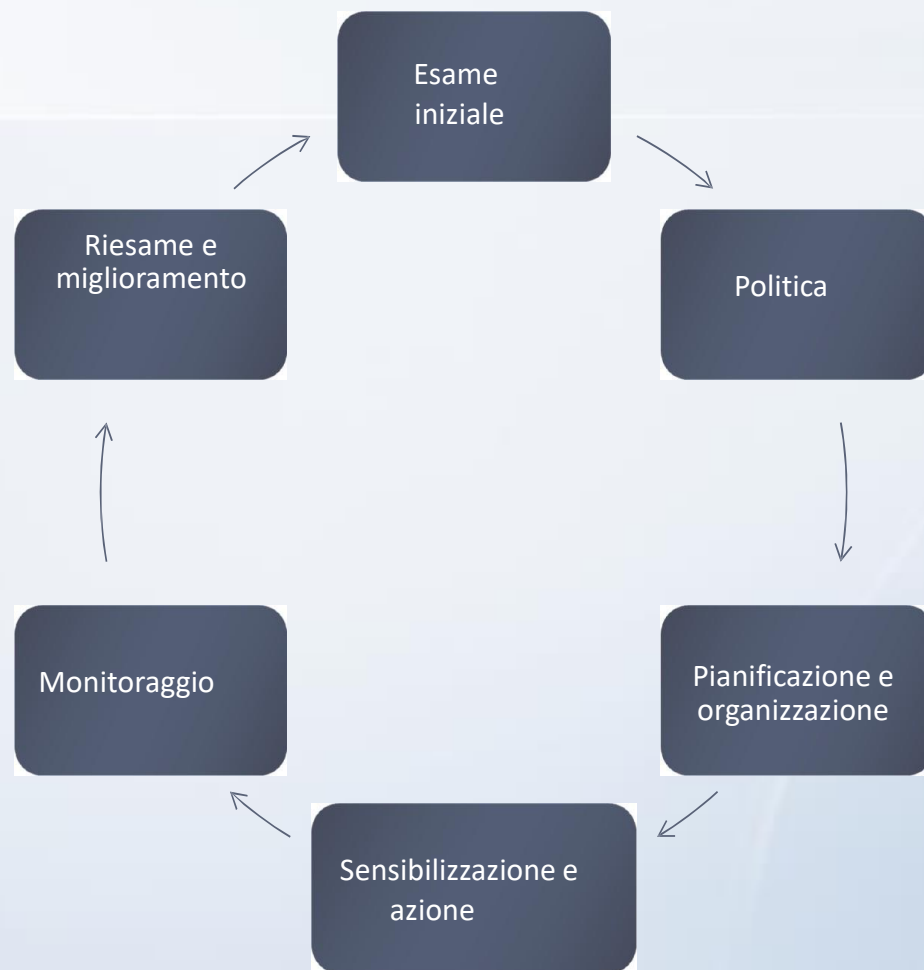 Esame
iniziale
Politica
Pianificazione e
organizzazione
Sensibilizzazione e
azione
Monitoraggio
Riesame e
miglioramento